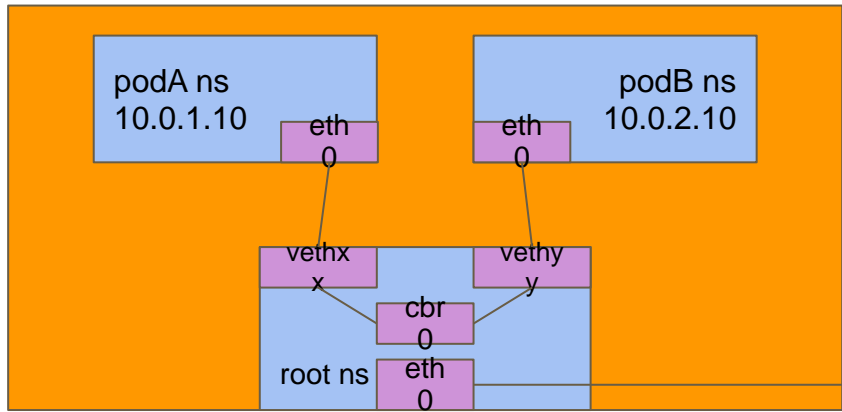 podA ns
10.0.1.10
eth
0
podB ns
10.0.2.10
eth
0
vethx
x
vethy
y
cbr
0
root ns
eth
0